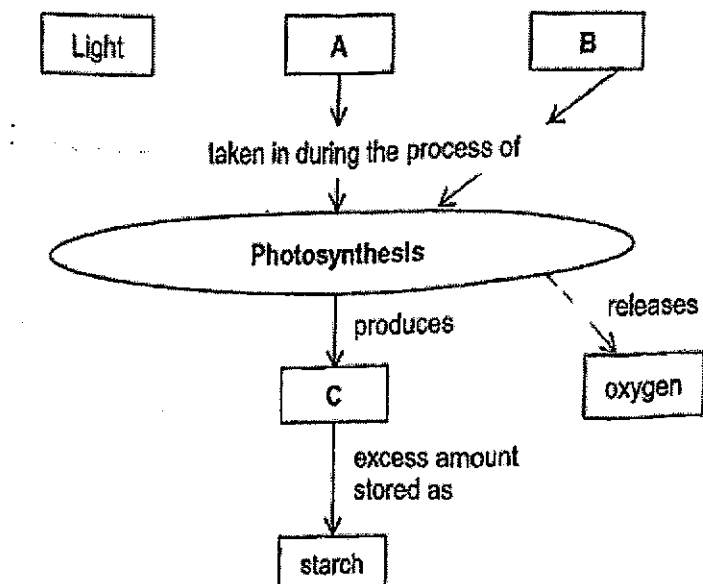 Light
A
B
taken in during the process of
Photosynthesis
produces
releases
C
oxygen
excess amount
stored as
starch